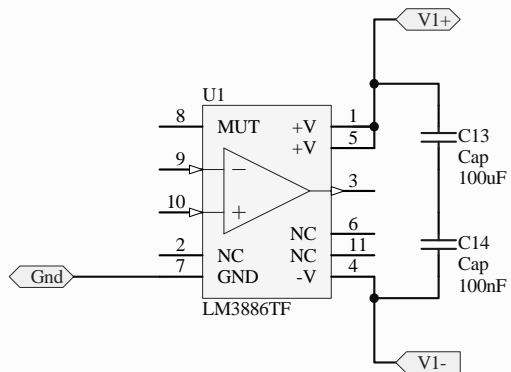 V1+
U1
8 MUT +V 1
+V 5
9 −
3
10 +
NC 6
2 NC NC 11
Gnd 7 GND -V 4
LM3886TF
C13
Cap
100uF
C14
Cap
100nF
V1-